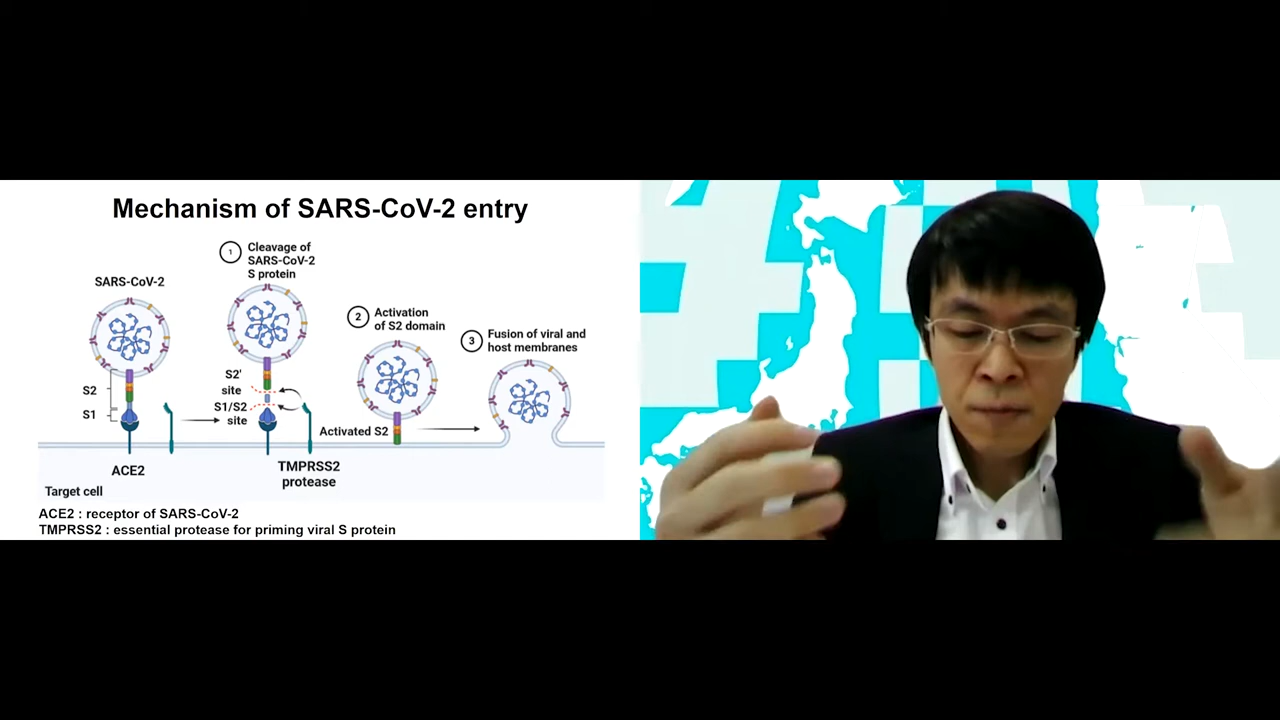 Mechanism of SARS-CoV-2 entry
SARS-CoV-2
S2
S1
ACE2
1
Cleavage of
SARS-CoV-2
S protein
S2'
site
S1/S2
site
TMPRSS2
protease
2
Activation
of S2 domain
Activated S2
3
Fusion of viral and
host membranes
Target cell
ACE2 : receptor of SARS-CoV-2
TMPRSS2 : essential protease for priming viral S protein